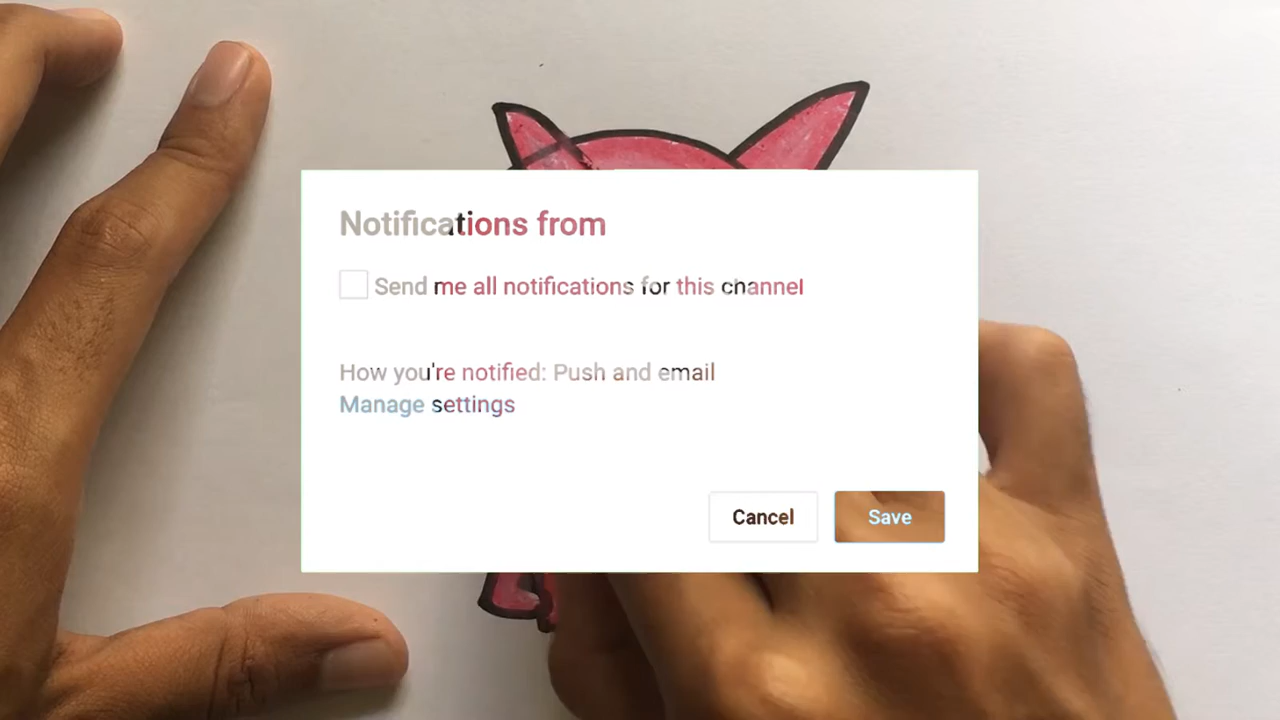 Notifications from
Send me all notifications for this channel
How you're notified: Push and email
Manage settings
Cancel
Save